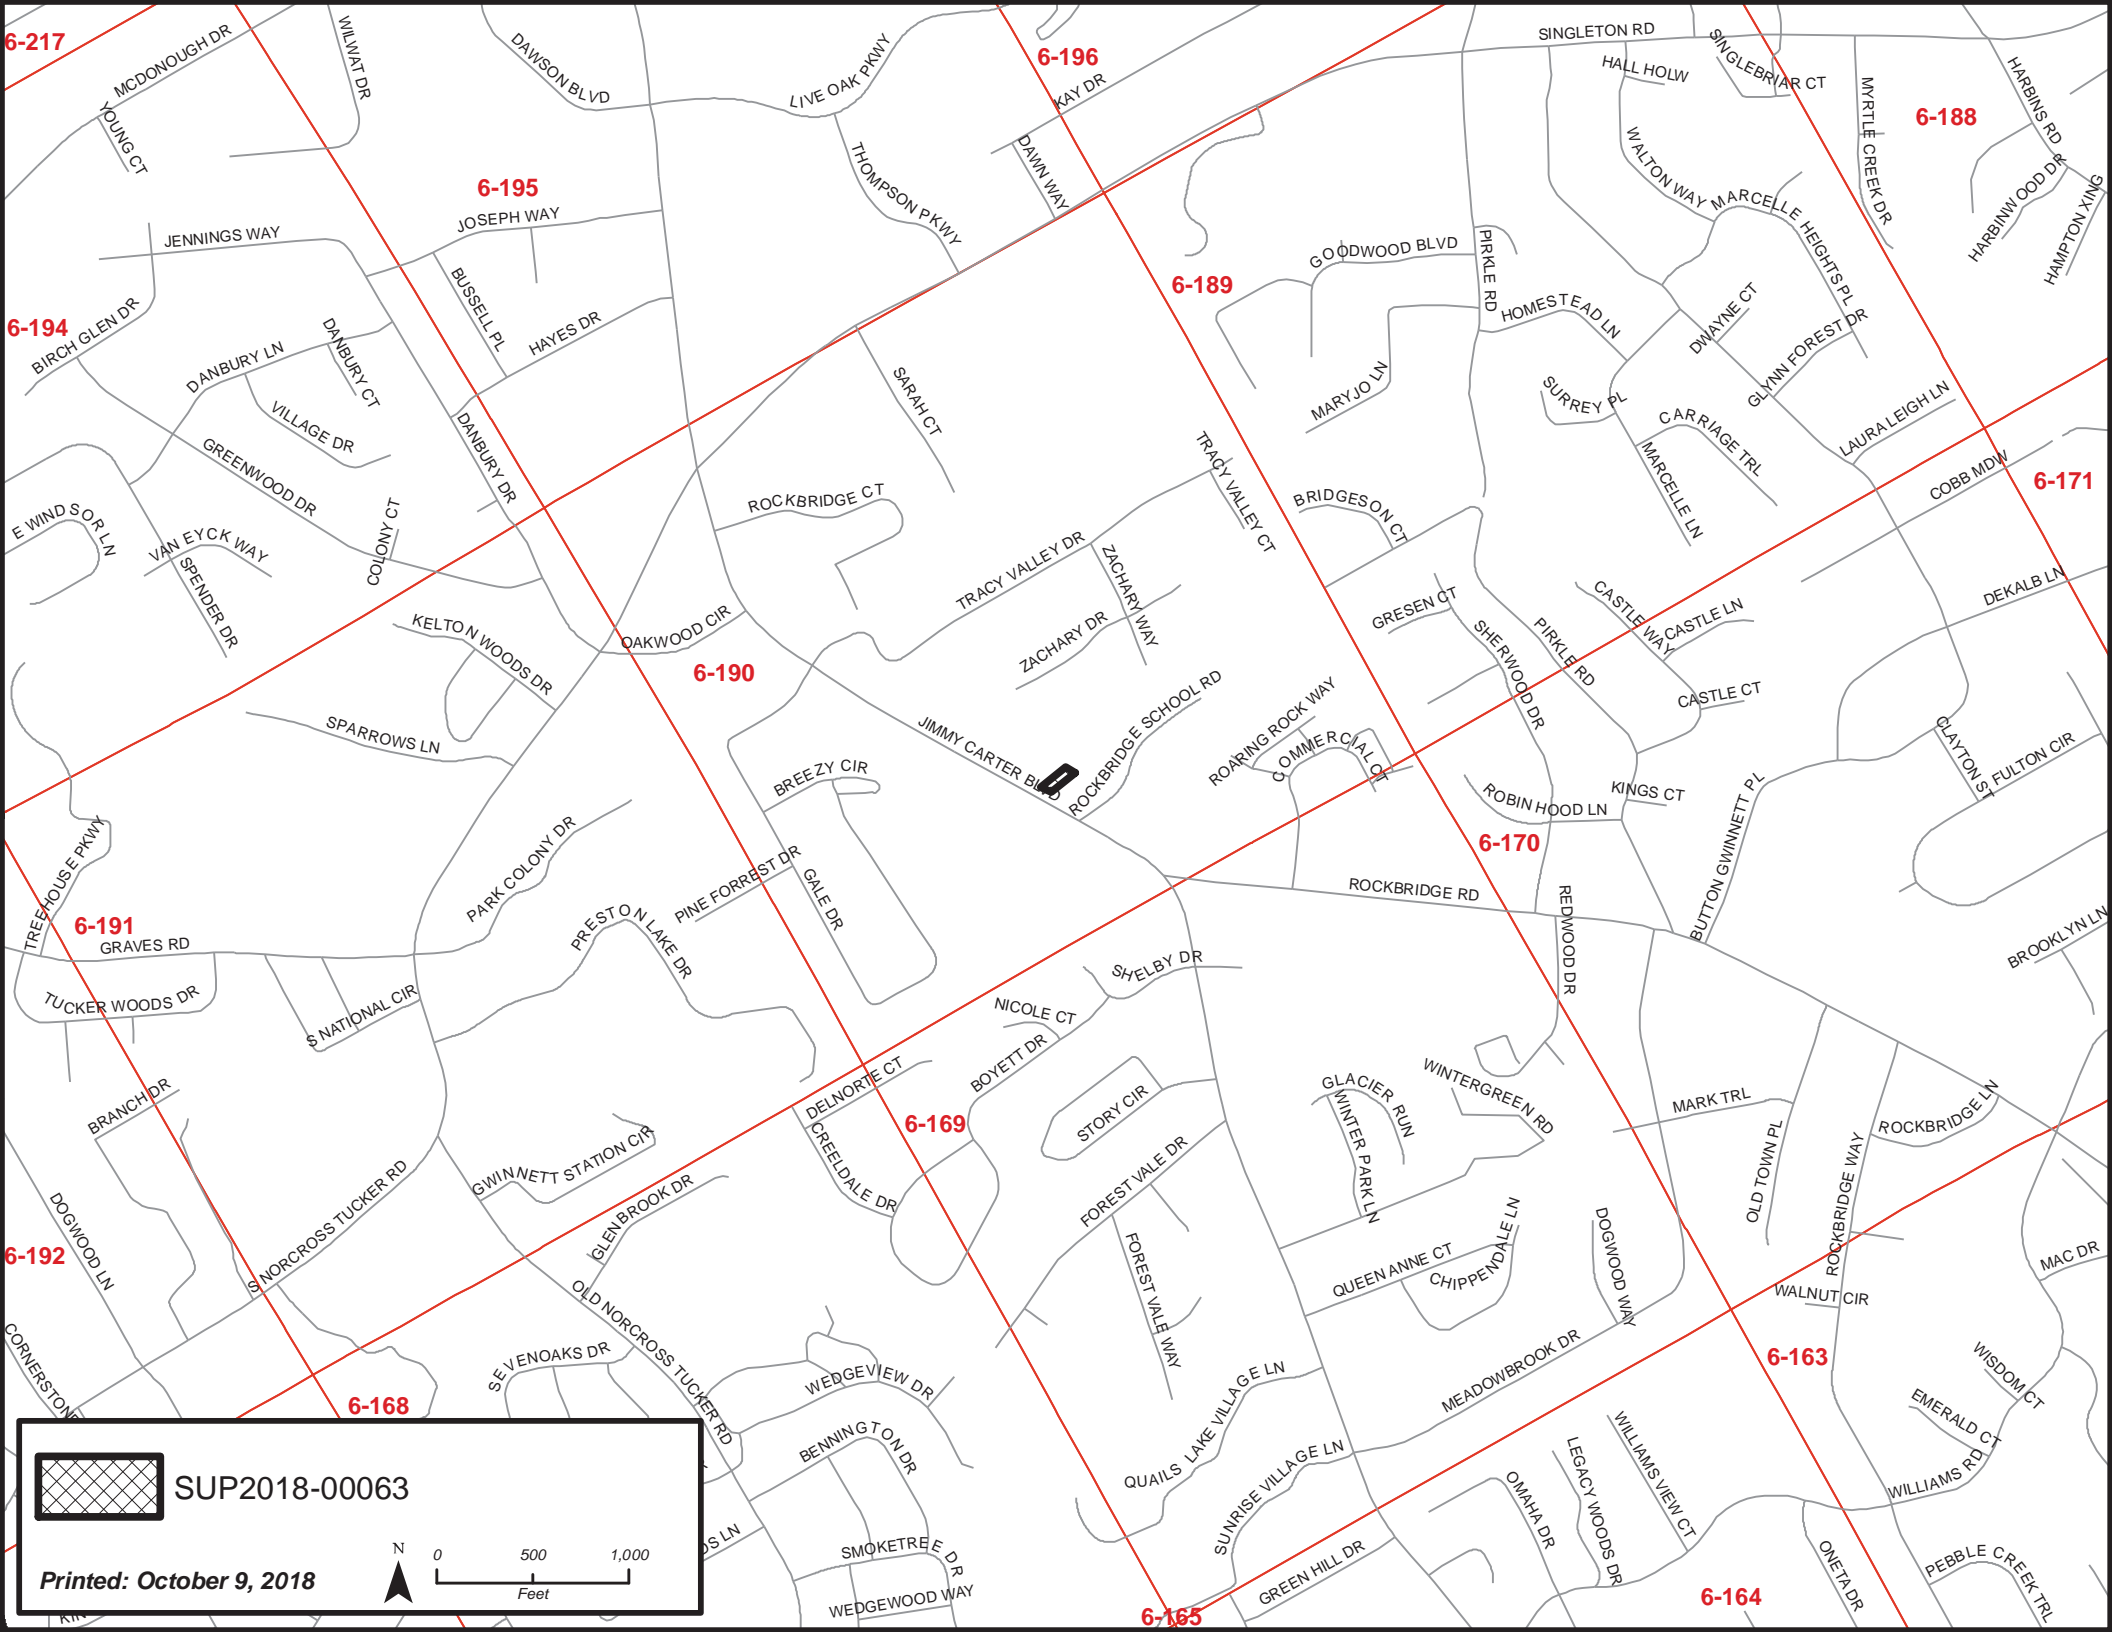 6-217
MCDONOUGH DR
YOUNG CT
WILWAT DR
DAWSON BLVD
LIVE OAK PKWY
6-196
KAY DR
DAWN WAY
THOMPSON PKWY
SINGLETON RD
HALL HOLW
SINGLEBRIAR CT
MYRTLE CREEK DR
6-188
HARBINS RD
HARBINWOOD DR
HAMPTON XING
WALTON WAY
MARCELLE HEIGHTS PL
6-195
JOSEPH WAY
JENNINGS WAY
BUSSELL PL
HAYES DR
6-194
BIRCH GLEN DR
DANBURY LN
DANBURY CT
VILLAGE DR
GREENWOOD DR
DANBURY DR
COLONY CT
E WINDSOR LN
VAN EYCK WAY
SPENDER DR
6-189
GOODWOOD BLVD
PIRKLE RD
HOMESTEAD LN
DWAYNE CT
GLYNN FOREST DR
MARYJO LN
SURREY PL
CARRIAGE TRL
MARCELLE LN
LAURA LEIGH LN
COBB MDW
6-171
SARAH CT
ROCKBRIDGE CT
TRACY VALLEY CT
BRIDGESON CT
TRACY VALLEY DR
ZACHARY WAY
ZACHARY DR
GRESEN CT
SHERWOOD DR
PIRKLE RD
CASTLE WAY
CASTLE LN
CASTLE CT
DEKALB LN
KELTON WOODS DR
OAKWOOD CIR
6-190
SPARROWS LN
JIMMY CARTER BLVD
ROCKBRIDGE SCHOOL RD
ROARING ROCK WAY
COMMERCIAL CT
BREEZY CIR
ROBIN HOOD LN
KINGS CT
6-170
BUTTON GWINNETT PL
CLAYTON ST
FULTON CIR
BROOKLYN LN
TREEHOUSE PKWY
6-191
GRAVES RD
PARK COLONY DR
PRESTON LAKE DR
PINE FORREST DR
GALE DR
ROCKBRIDGE RD
REDWOOD DR
TUCKER WOODS DR
S NATIONAL CIR
SHELBY DR
NICOLE CT
BOYETT DR
DELNORTE CT
CREELDALE DR
6-169
STORY CIR
GLACIER RUN
WINTER PARK LN
WINTERGREEN RD
MARK TRL
OLD TOWN PL
ROCKBRIDGE WAY
ROCKBRIDGE LN
BRANCH DR
DOGWOOD LN
6-192
S NORCROSS TUCKER RD
GWINNETT STATION CIR
GLENBROOK DR
FOREST VALE DR
FOREST VALE WAY
QUEEN ANNE CT
CHIPPENDALE LN
DOGWOOD WAY
MAC DR
WALNUT CIR
CORNERSTONE
OLD NORCROSS TUCKER RD
SEVENOAKS DR
6-168
WEDGEVIEW DR
BENNINGTON DR
QUAILS LAKE VILLAGE LN
SUNRISE VILLAGE LN
MEADOWBROOK DR
6-163
WISDOM CT
EMERALD CT
WILLIAMS RD
OMAHA DR
LEGACY WOODS DR
WILLIAMS VIEW CT
SMOKETREE DR
WEDGEWOOD WAY
GREEN HILL DR
6-165
6-164
ONETA DR
PEBBLE CREEK TRL
SUP2018-00063
Printed: October 9, 2018
N
0 500 1,000
Feet